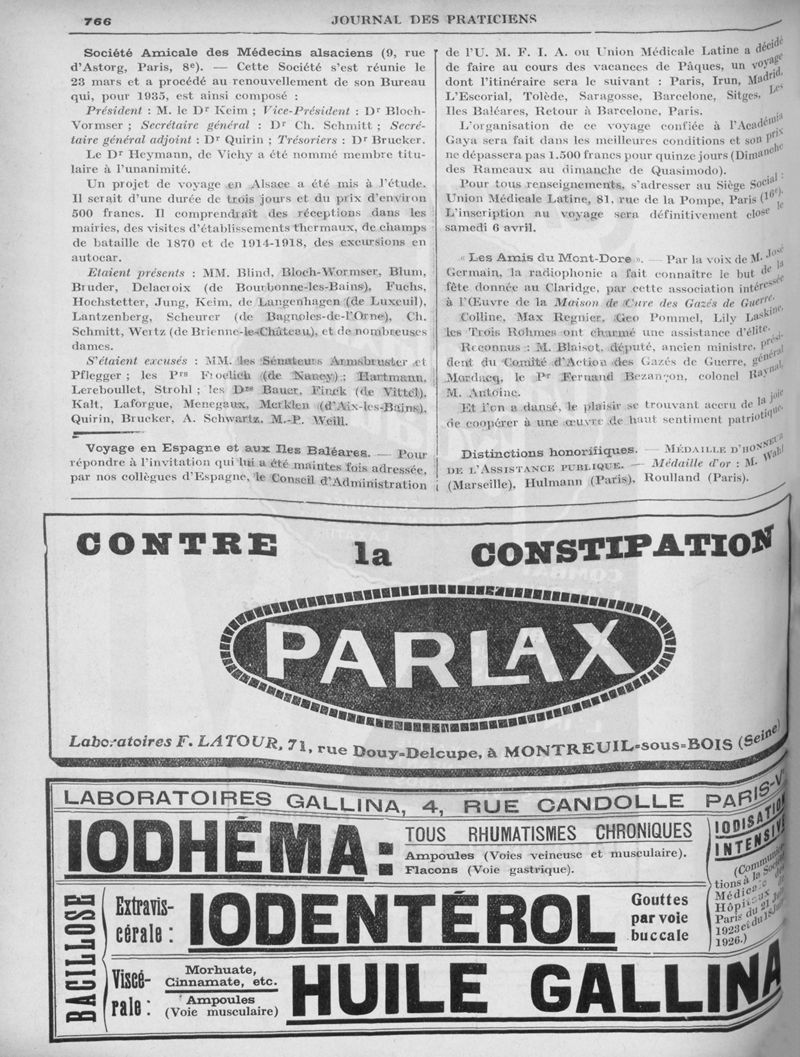 766
JOURNAL DES PRATICIENS
Société Amicale des Médecins alsaciens (9, rue
d'Astorg, Paris, 8e). — Cette Société s'est réunie le
23 mars et a procédé au renouvellement de son Bureau
qui, pour 1935, est ainsi composé :
Président : M. le Dr Keim ; Vice-Président : Dr Bloch-
Vormser ; Secrétaire général : Dr Ch. Schmitt ; Secré-
taire général adjoint : Dr Quirin ; Trésoriers : Dr Brucker.
Le Dr Heymann, de Vichy a été nommé membre titu-
laire à l'unanimité.
Un projet de voyage en Alsace a été mis à l'étude.
Il serait d'une durée de trois jours et du prix d'environ
500 francs. Il comprendrait des réceptions dans les
mairies, des visites d'établissements thermaux, de champs
de bataille de 1870 et de 1914-1918, des excursions en
autocar.
Etaient présents : MM. Blind, Bloch-Wormser, Blum,
Bruder, Delacroix (de Bourbonne-les-Bains), Fuchs,
Hochstetter, Jung, Keim, de Langenhagen (de Luxeuil),
Lantzenberg, Scheurer (de Bagnoles-de-l'Orne), Ch.
Schmitt, Wertz (de Brienne-le-Château), et de nombreuses
dames.
S'étaient excusés : MM. les Sénateurs Armsbruster et
Pflegger ; les Prs Froelich (de Nancy) ; Hartmann,
Lereboullet, Strohl ; les Drs Bauer, Finck (de Vittel),
Kalt, Laforgue, Menegaux, Merklen (d'Aix-les-Bains),
Quirin, Brucker, A. Schwartz, M.-P. Weill.
Voyage en Espagne et aux Iles Baléares. — Pour
répondre à l'invitation qui lui a été maintes fois adressée,
par nos collègues d'Espagne, le Conseil d'Administration
de l'U. M. F. I. A. ou Union Médicale Latine a décidé
de faire au cours des vacances de Pâques, un voyage
dont l'itinéraire sera le suivant : Paris, Irun, Madrid,
L'Escorial, Tolède, Saragosse, Barcelone, Sitges, Les
Iles Baléares, Retour à Barcelone, Paris.
L'organisation de ce voyage confiée à l'Académia
Gaya sera fait dans les meilleures conditions et son prix
ne dépassera pas 1.500 francs pour quinze jours (Dimanche
des Rameaux au dimanche de Quasimodo).
Pour tous renseignements, s'adresser au Siège Social :
Union Médicale Latine, 81, rue de la Pompe, Paris (16e).
L'inscription au voyage sera définitivement close le
samedi 6 avril.
« Les Amis du Mont-Dore ». — Par la voix de M. José
Germain, la radiophonie a fait connaître le but de la
fête donnée au Claridge, par cette association intéressée
à l'Œuvre de la Maison de Cure des Gazés de Guerre.
Colline, Max Regnier, Geo Pommel, Lily Laskine,
les Trois Rohmes ont charmé une assistance d'élite.
Reconnus : M. Blaisot, député, ancien ministre, prési-
dent du Comité d'Action des Gazés de Guerre, général
Mordacq, le Pr Fernand Bezançon, colonel Raynal,
M. Antoine.
Et l'on a dansé, le plaisir se trouvant accru de la joie
de coopérer à une œuvre de haut sentiment patriotique.
Distinctions honorifiques. — MÉDAILLE D'HONNEUR
DE L'ASSISTANCE PUBLIQUE. — Médaille d'or : M. Wahl
(Marseille), Hulmann (Paris), Roulland (Paris).
CONTRE la CONSTIPATION
PARLAX
Laboratoires F. LATOUR, 71, rue Douy-Delcupe, à MONTREUIL-sous-BOIS (Seine)
LABORATOIRES GALLINA, 4, RUE CANDOLLE PARIS-V
IODHÉMA :
TOUS RHUMATISMES CHRONIQUES
Ampoules (Voies veineuse et musculaire).
Flacons (Voie gastrique).
IODISATION
INTENSIVE
(Communica-
tions à la Société
Médicale
Hôpitaux
Paris du 21
1923 et du 18
1926.)
BACILLOSE
Extravis-
cérale :
IODENTÉROL
Gouttes
par voie
buccale
Viscé-
rale :
Morhuate,
Cinnamate, etc.
Ampoules
(Voie musculaire)
HUILE GALLINA